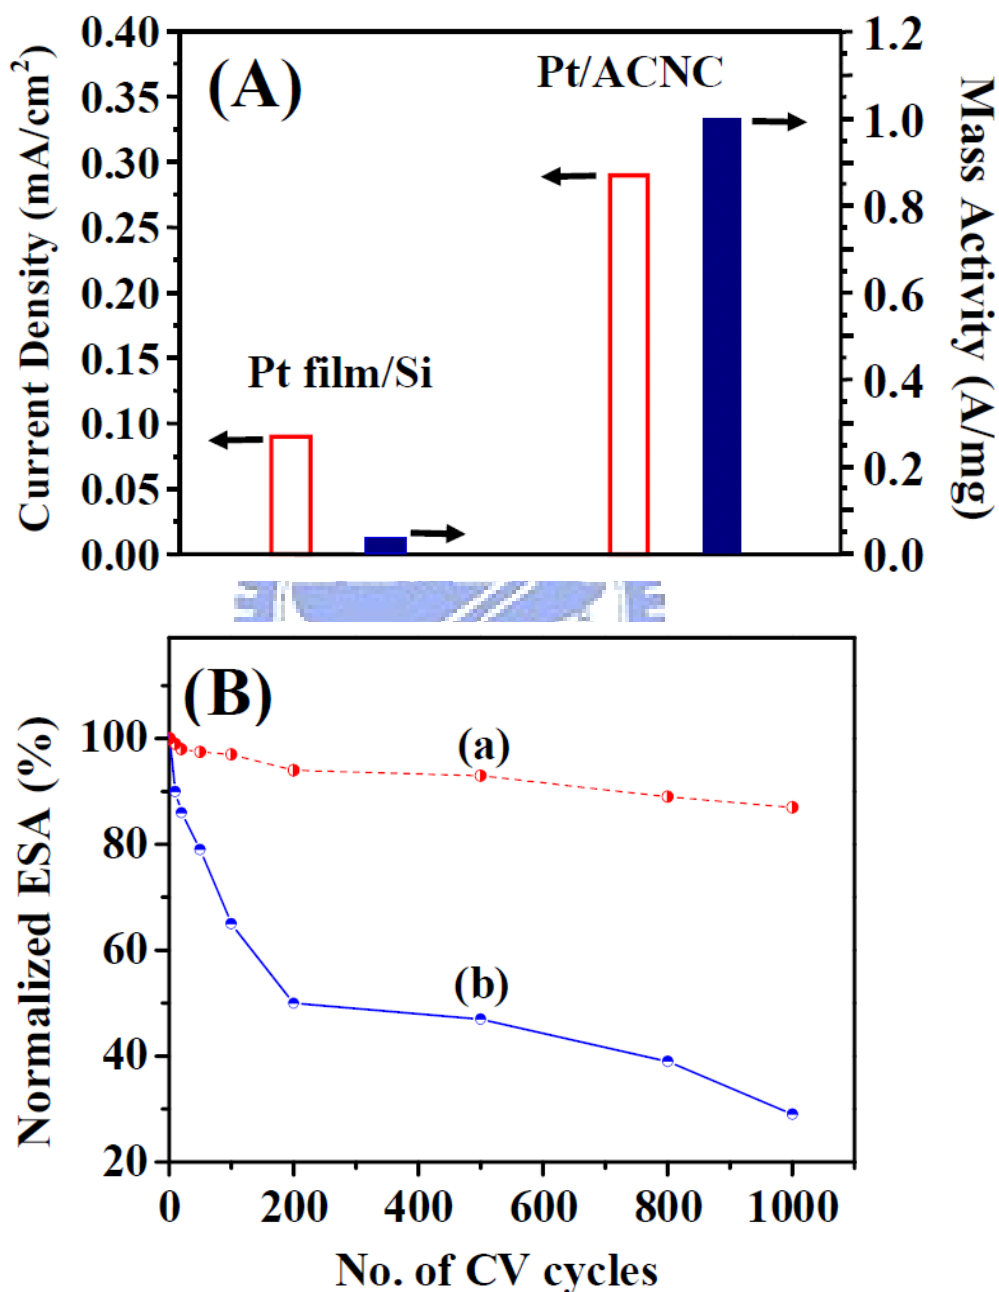 (A)
Pt/ACNC
Pt film/Si
Current Density (mA/cm²)
0.40
0.35
0.30
0.25
0.20
0.15
0.10
0.05
0.00
1.2
1.0
0.8
0.6
0.4
0.2
0.0
Mass Activity (A/mg)
(B)
(a)
(b)
Normalized ESA (%)
100
80
60
40
20
0 200 400 600 800 1000
No. of CV cycles